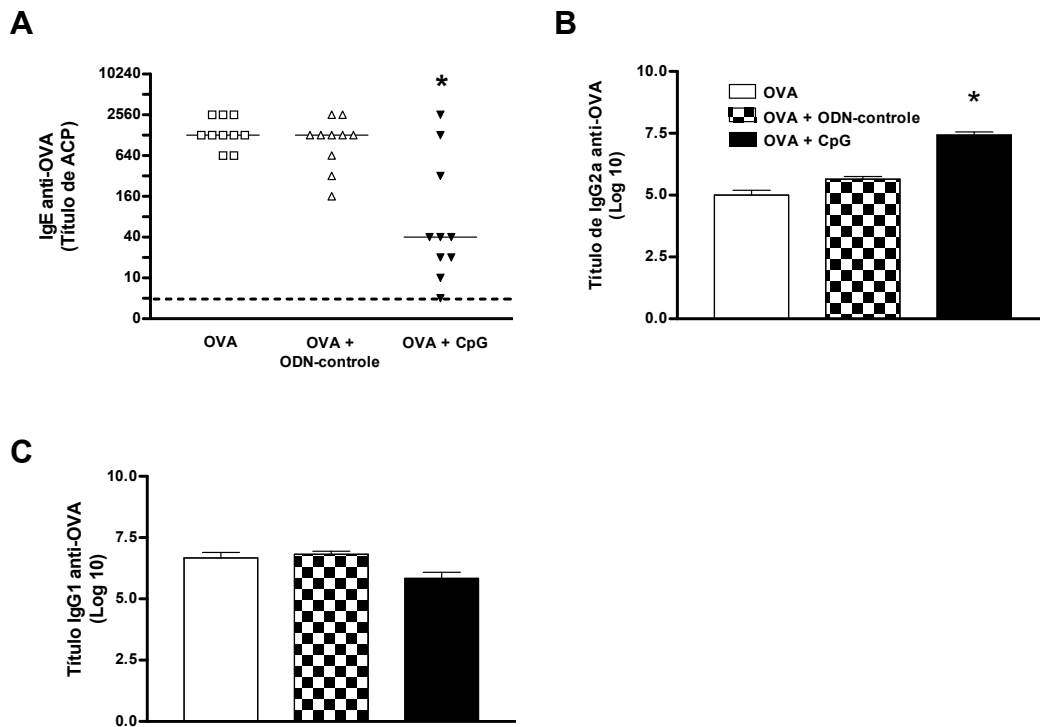 A
10240
2560
640
160
40
10
0
IgE anti-OVA
(Título de ACP)
*
OVA
OVA +
ODN-controle
OVA + CpG
B
10.0
7.5
5.0
2.5
0.0
Título de IgG2a anti-OVA
(Log 10)
OVA
OVA + ODN-controle
OVA + CpG
*
C
10.0
7.5
5.0
2.5
0.0
Título IgG1 anti-OVA
(Log 10)